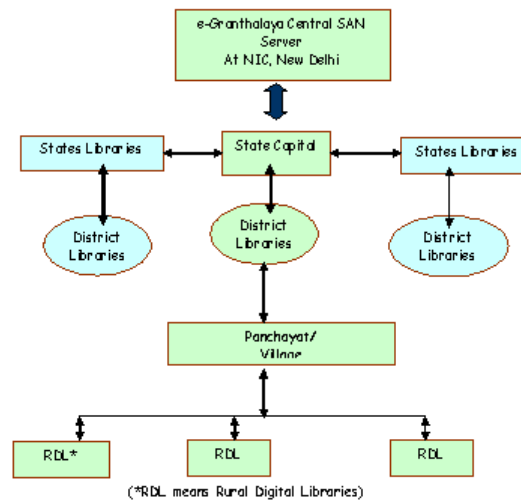 e-Granthalaya Central SAN
Server
At NIC, New Delhi
States Libraries
State Capital
States Libraries
District
Libraries
District
Libraries
District
Libraries
Panchayat/
Village
RDL*
RDL
RDL
(*RDL means Rural Digital Libraries)